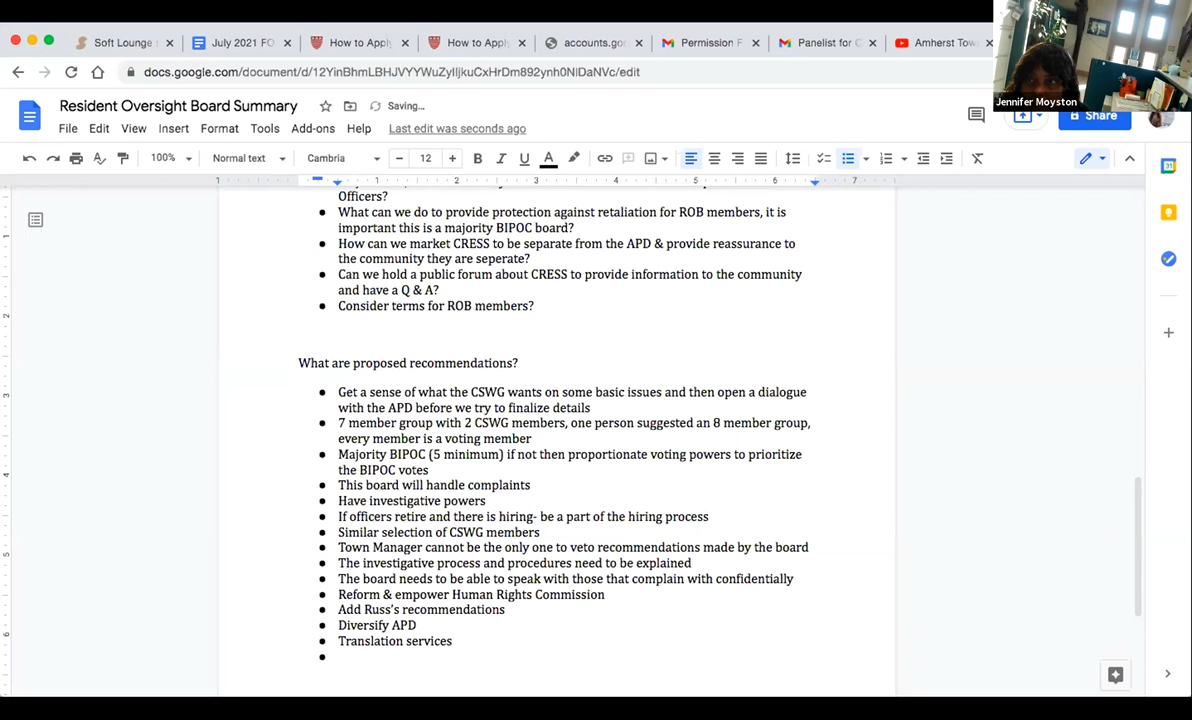 Soft Lounge
July 2021 FO
How to Apply
How to Apply
accounts.go
Permission F
Panelist for C
Amherst Tow
docs.google.com/document/d/12YinBhmLBHJVYYWuZyIljkuCxHrDm892ynh0NlDaNVc/edit
Jennifer Moyston
Resident Oversight Board Summary
Saving...
File Edit View Insert Format Tools Add-ons Help Last edit was seconds ago
Share
100% Normal text Cambria 12 B I U A
1 1 2 3 4 5 6 7
Officers?
What can we do to provide protection against retaliation for ROB members, it is
important this is a majority BIPOC board?
How can we market CRESS to be separate from the APD & provide reassurance to
the community they are seperate?
Can we hold a public forum about CRESS to provide information to the community
and have a Q & A?
Consider terms for ROB members?
What are proposed recommendations?
Get a sense of what the CSWG wants on some basic issues and then open a dialogue
with the APD before we try to finalize details
7 member group with 2 CSWG members, one person suggested an 8 member group,
every member is a voting member
Majority BIPOC (5 minimum) if not then proportionate voting powers to prioritize
the BIPOC votes
This board will handle complaints
Have investigative powers
If officers retire and there is hiring- be a part of the hiring process
Similar selection of CSWG members
Town Manager cannot be the only one to veto recommendations made by the board
The investigative process and procedures need to be explained
The board needs to be able to speak with those that complain with confidentially
Reform & empower Human Rights Commission
Add Russ's recommendations
Diversify APD
Translation services